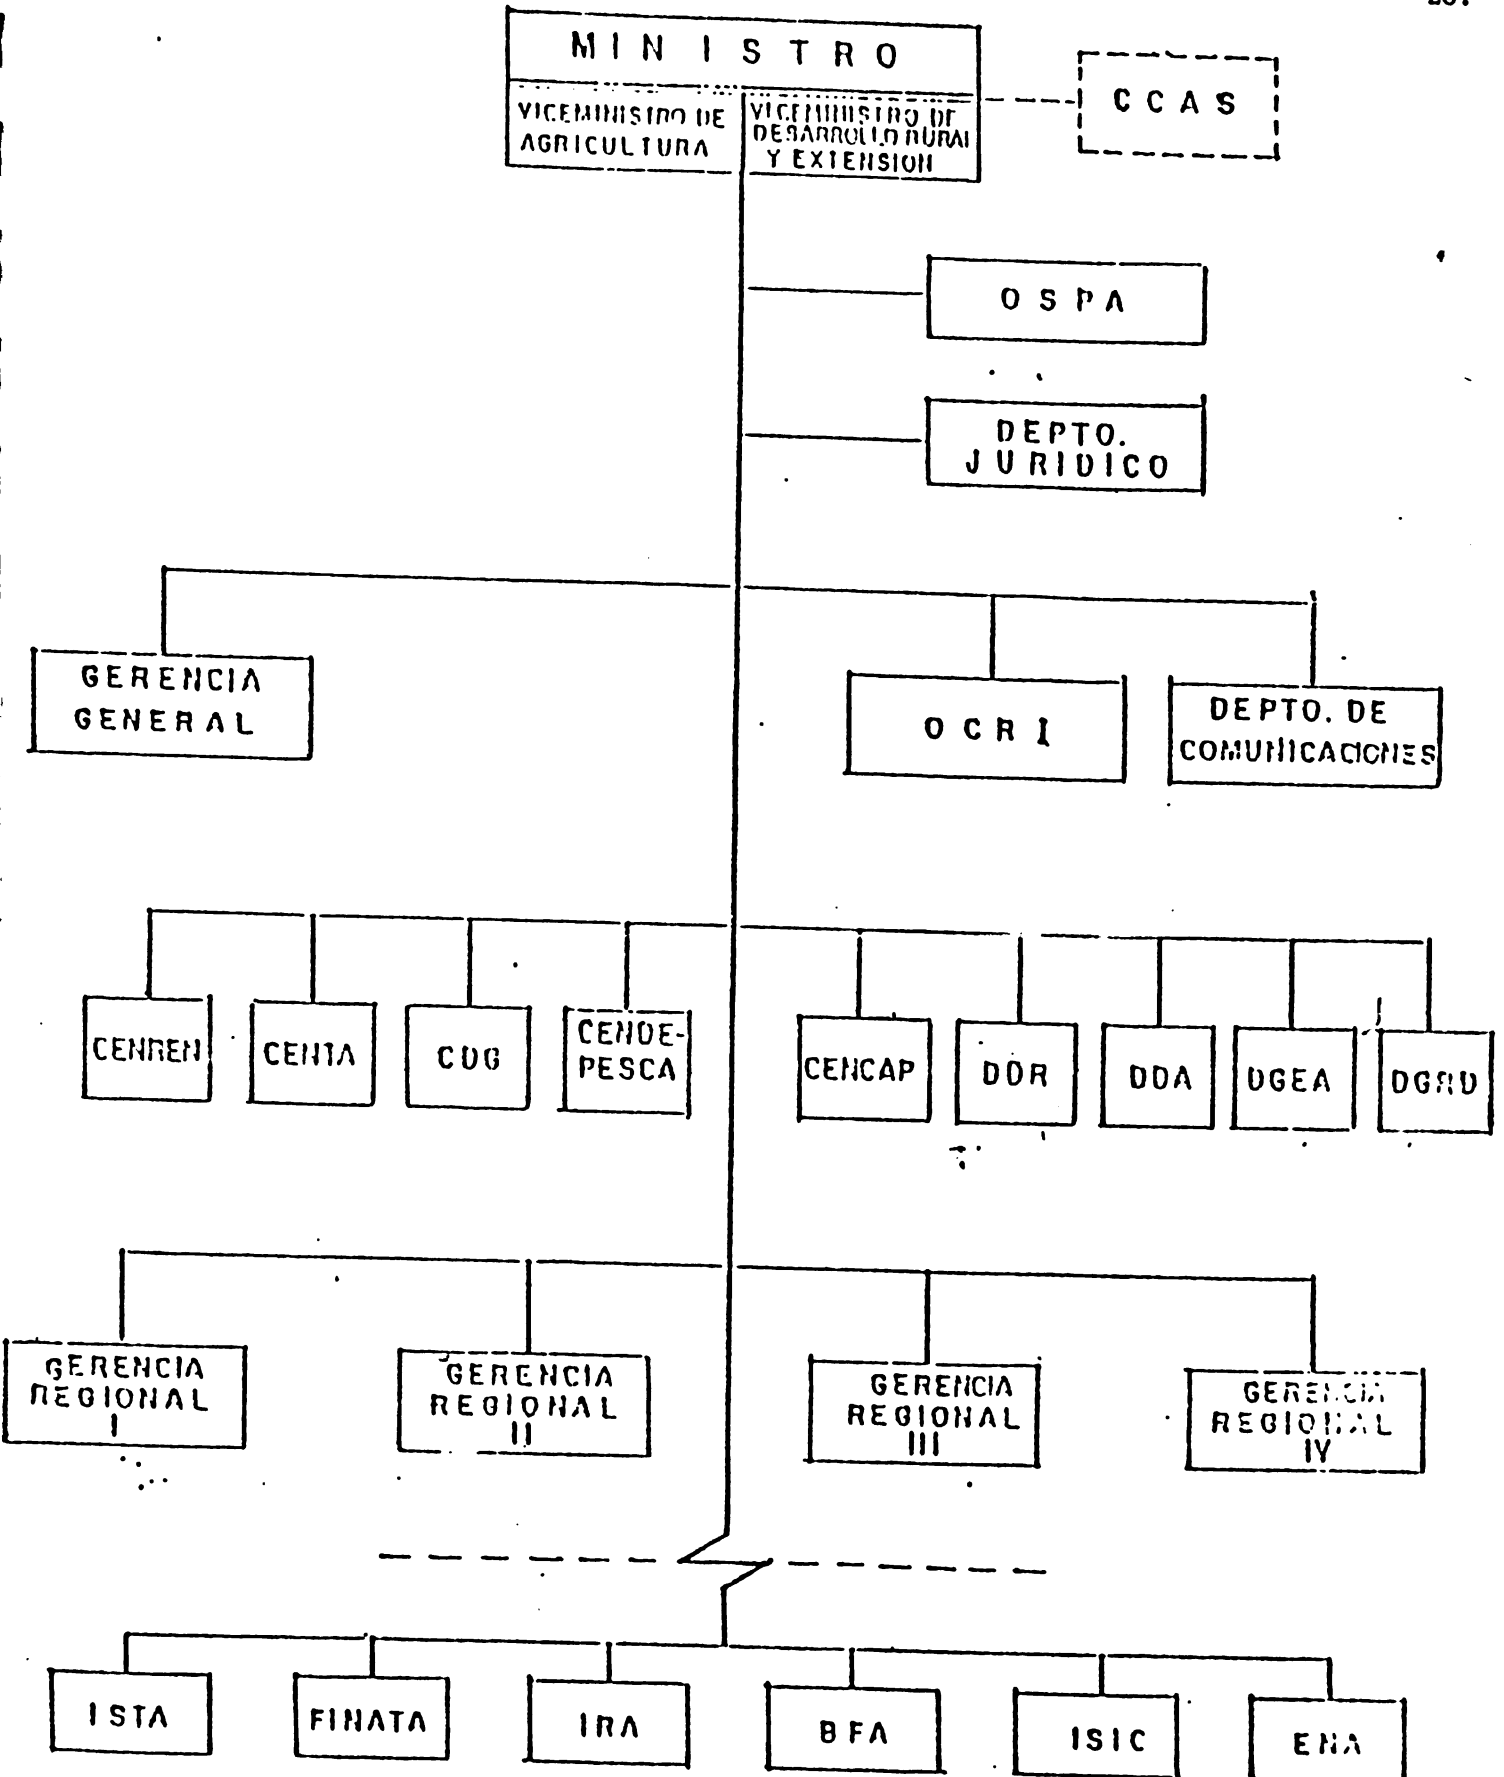 MINISTRO
VICEMINISTRO DE
AGRICULTURA
VICEMINISTRO DE
DESARROLLO RURAL
Y EXTENSION
CCAS
OSPA
DEPTO.
JURIDICO
GERENCIA
GENERAL
OCRI
DEPTO. DE
COMUNICACIONES
CENREN
CENTA
CDG
CENDE-
PESCA
CENCAP
DDR
DDA
DGEA
DGRD
GERENCIA
REGIONAL
I
GERENCIA
REGIONAL
II
GERENCIA
REGIONAL
III
GERENCIA
REGIONAL
IV
ISTA
FINATA
IRA
BFA
ISIC
ENA